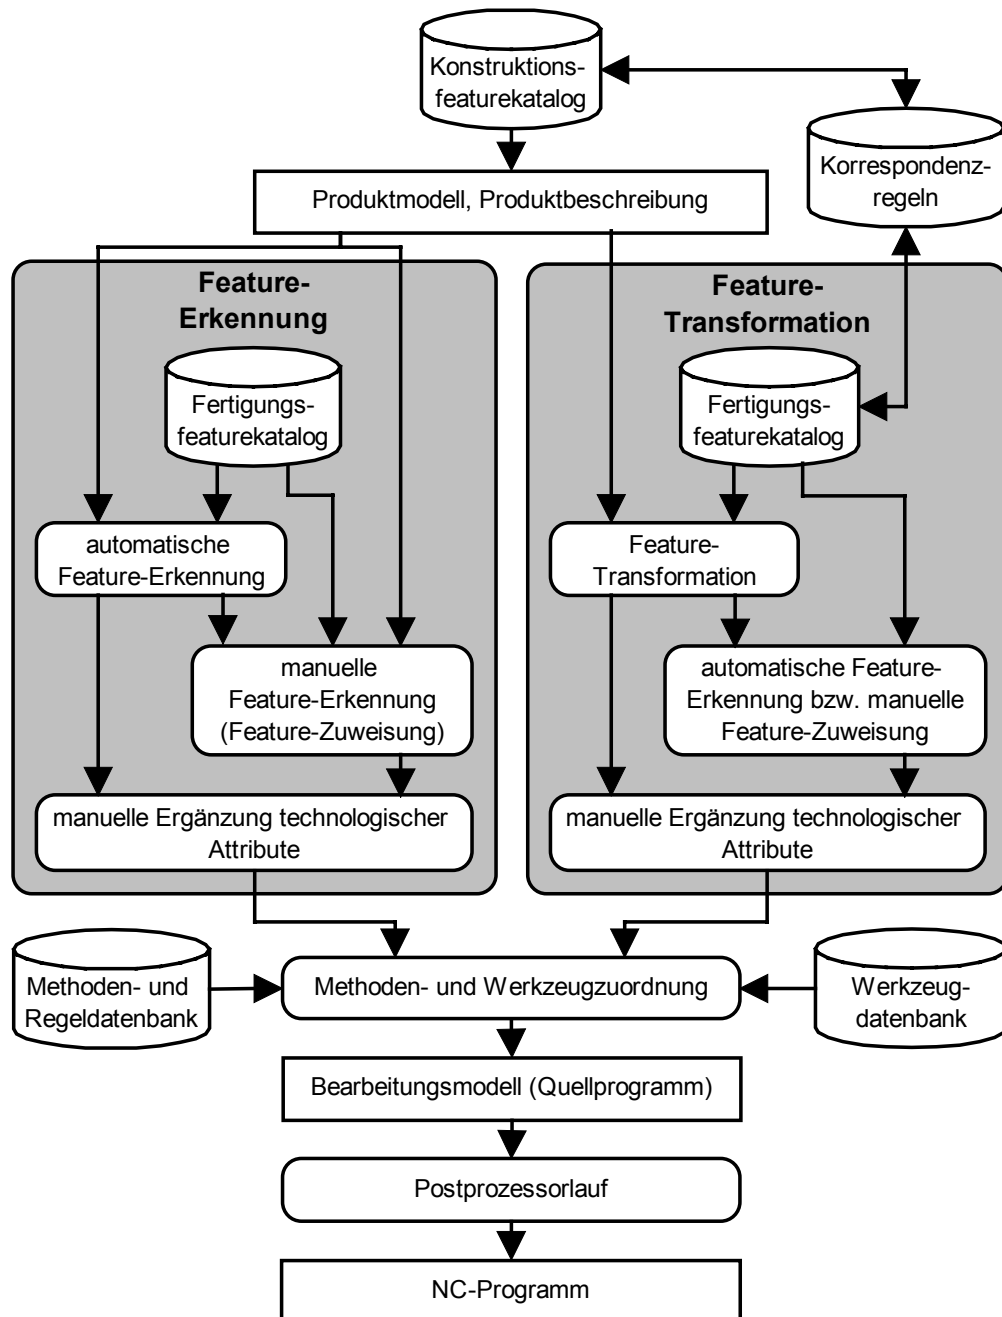 Konstruktions-
featurekatalog
Korrespondenz-
regeln
Produktmodell, Produktbeschreibung
Feature-
Erkennung
Fertigungs-
featurekatalog
automatische
Feature-Erkennung
manuelle
Feature-Erkennung
(Feature-Zuweisung)
manuelle Ergänzung technologischer
Attribute
Feature-
Transformation
Fertigungs-
featurekatalog
Feature-
Transformation
automatische Feature-
Erkennung bzw. manuelle
Feature-Zuweisung
manuelle Ergänzung technologischer
Attribute
Methoden- und
Regeldatenbank
Methoden- und Werkzeugzuordnung
Werkzeug-
datenbank
Bearbeitungsmodell (Quellprogramm)
Postprozessorlauf
NC-Programm